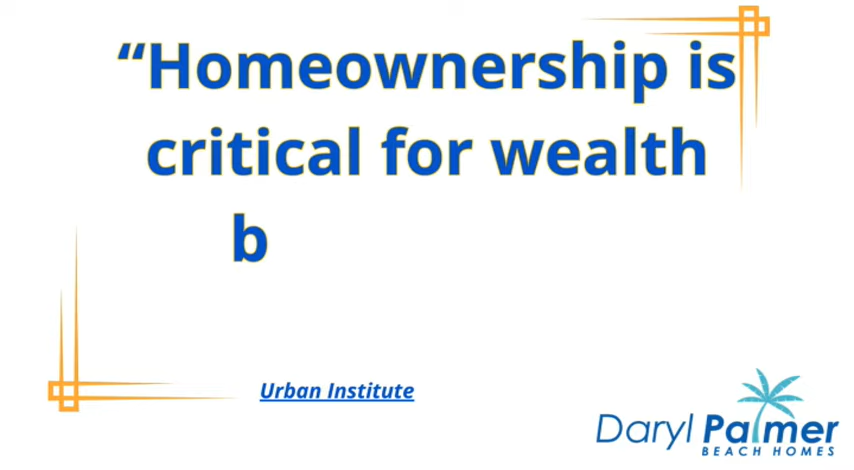 “Homeownership is
critical for wealth
b
Urban Institute
Daryl Palmer
BEACH HOMES